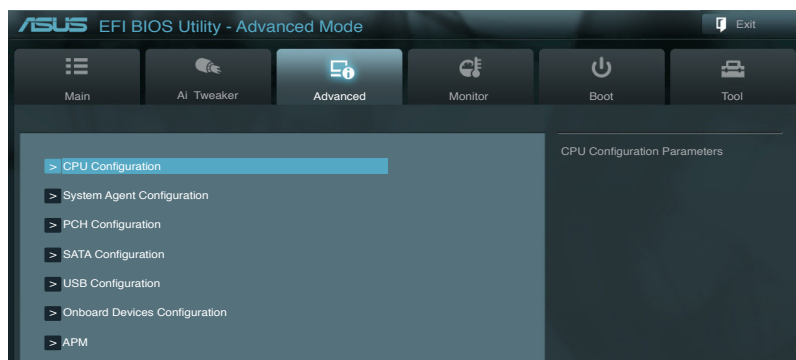 ASUS EFI BIOS Utility - Advanced Mode
Exit
Main
Ai Tweaker
Advanced
Monitor
Boot
Tool
> CPU Configuration
> System Agent Configuration
> PCH Configuration
> SATA Configuration
> USB Configuration
> Onboard Devices Configuration
> APM
CPU Configuration Parameters